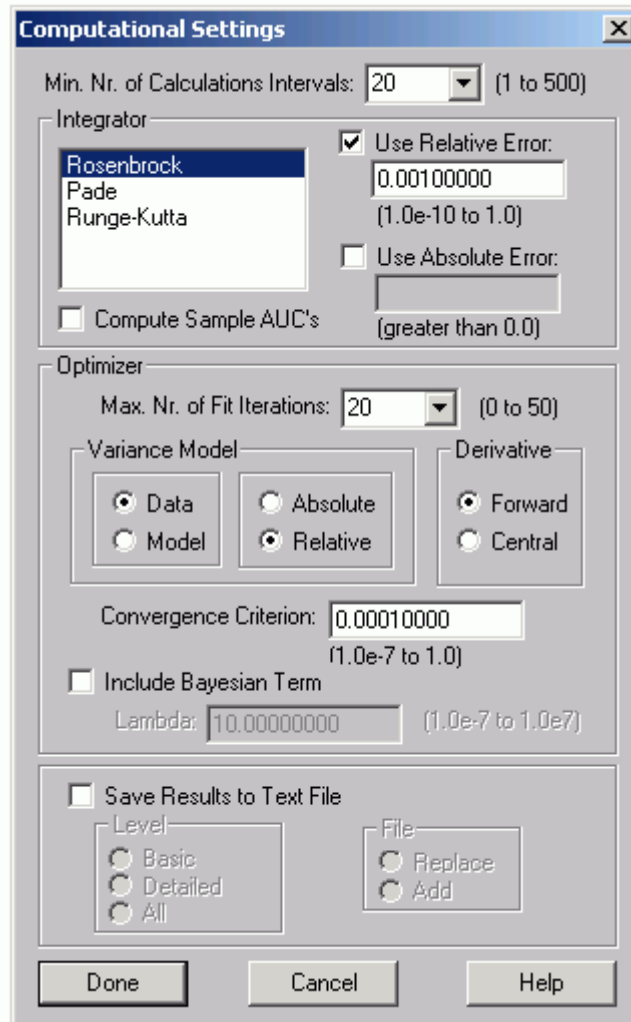 Computational Settings
Min. Nr. of Calculations Intervals: 20 (1 to 500)
Integrator
Rosenbrock
Pade
Runge-Kutta
Use Relative Error:
0.00100000
(1.0e-10 to 1.0)
Use Absolute Error:
(greater than 0.0)
Compute Sample AUC's
Optimizer
Max. Nr. of Fit Iterations: 20 (0 to 50)
Variance Model
Data
Model
Absolute
Relative
Derivative
Forward
Central
Convergence Criterion: 0.00010000
(1.0e-7 to 1.0)
Include Bayesian Term
Lambda: 10.00000000 (1.0e-7 to 1.0e7)
Save Results to Text File
Level
Basic
Detailed
All
File
Replace
Add
Done Cancel Help